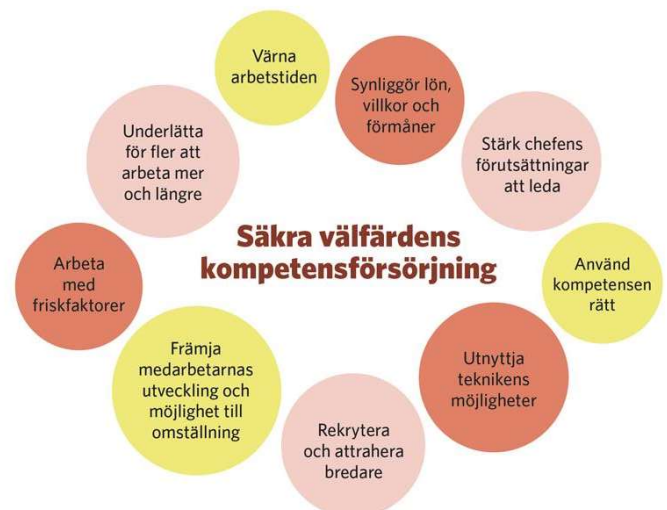 Värna
arbetstiden
Synliggör lön,
villkor och
förmåner
Stärk chefens
förutsättningar
att leda
Använd
kompetensen
rätt
Utnyttja
teknikens
möjligheter
Rekrytera
och attrahera
bredare
Främja
medarbetarnas
utveckling och
möjlighet till
omställning
Arbeta
med
friskfaktorer
Underlätta
för fler att
arbeta mer
och längre
Säkra välfärdens
kompetensförsörjning